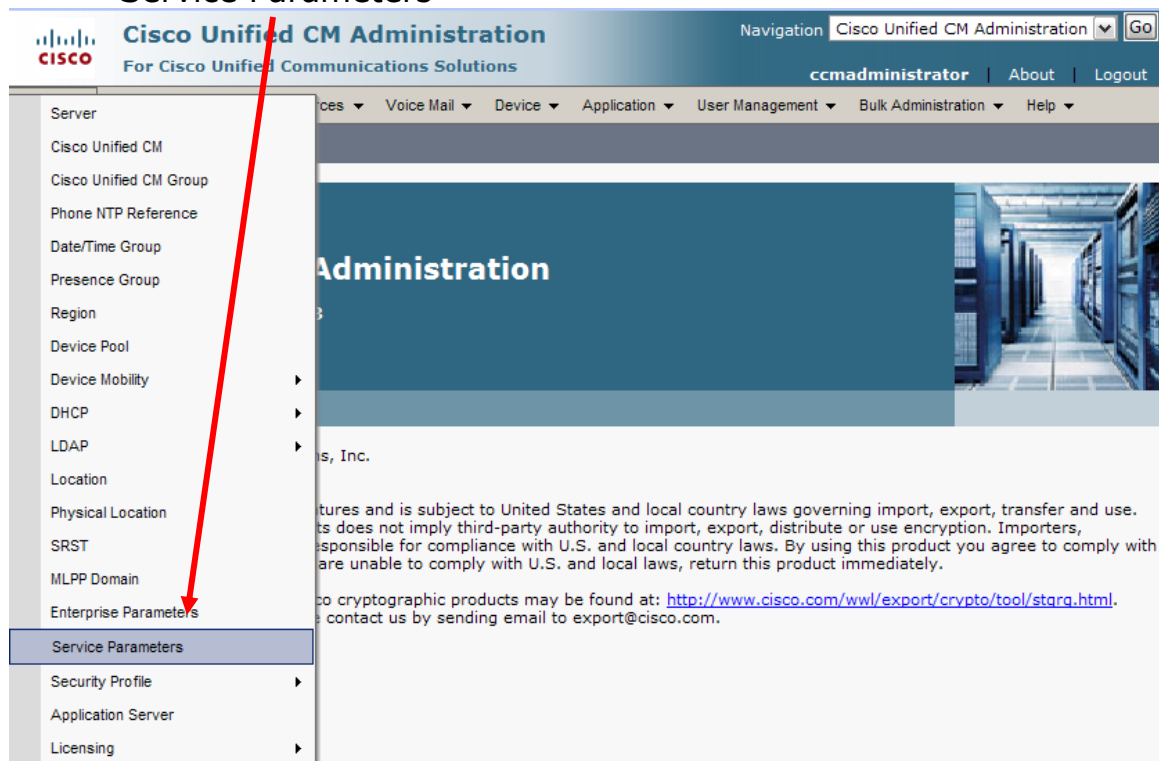 Service Parameters
Cisco Unified CM Administration
For Cisco Unified Communications Solutions
Navigation Cisco Unified CM Administration Go
CISCO
ccmadministrator | About | Logout
rces Voice Mail Device Application User Management Bulk Administration Help
Server
Cisco Unified CM
Cisco Unified CM Group
Phone NTP Reference
Date/Time Group
Presence Group
Region
Device Pool
Device Mobility
DHCP
LDAP
Location
Physical Location
SRST
MLPP Domain
Enterprise Parameters
Service Parameters
Security Profile
Application Server
Licensing
Administration
3
ns, Inc.
tures and is subject to United States and local country laws governing import, export, transfer and use.
ts does not imply third-party authority to import, export, distribute or use encryption. Importers,
esponsible for compliance with U.S. and local country laws. By using this product you agree to comply with
are unable to comply with U.S. and local laws, return this product immediately.
co cryptographic products may be found at: http://www.cisco.com/wwl/export/crypto/tool/stqrg.html.
e contact us by sending email to export@cisco.com.